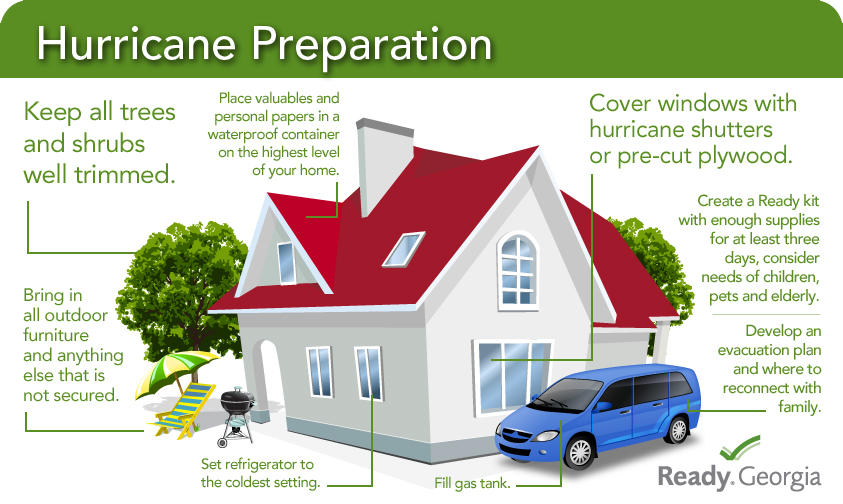 Hurricane Preparation
Keep all trees
and shrubs
well trimmed.
Place valuables and
personal papers in a
waterproof container
on the highest level
of your home.
Cover windows with
hurricane shutters
or pre-cut plywood.
Create a Ready kit
with enough supplies
for at least three
days, consider
needs of children,
pets and elderly.
Bring in
all outdoor
furniture
and anything
else that is
not secured.
Develop an
evacuation plan
and where to
reconnect with
family.
Set refrigerator to
the coldest setting.
Fill gas tank.
Ready. Georgia